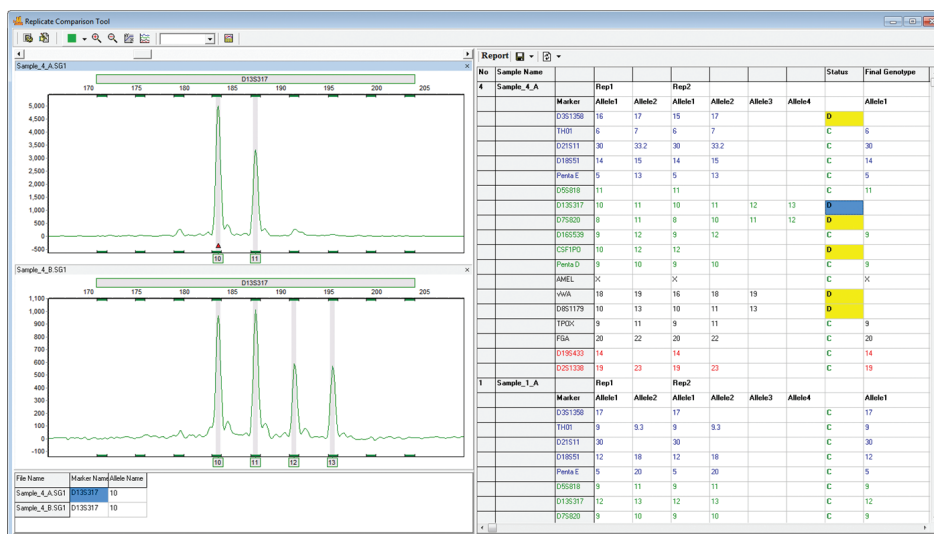 Replicate Comparison Tool
Sample_4_A.SG1
D13S317
170 175 180 185 190 195 200 205
5,000
4,500
4,000
3,500
3,000
2,500
2,000
1,500
1,000
500
0
-500
10 11
Sample_4_B.SG1
D13S317
170 175 180 185 190 195 200 205
1,100
1,000
900
800
700
600
500
400
300
200
100
0
-100
10 11 12 13
File Name Marker Name Allele Name
Sample_4_A.SG1 D13S317 10
Sample_4_B.SG1 D13S317 10
Report
No Sample Name Status Final Genotype
4 Sample_4_A Rep1 Rep2
Marker Allele1 Allele2 Allele1 Allele2 Allele3 Allele4 Allele1
D3S1358 16 17 15 17 D
TH01 6 7 6 7 C 6
D21S11 30 33.2 30 33.2 C 30
D18S51 14 15 14 15 C 14
Penta E 5 13 5 13 C 5
D5S818 11 11 C 11
D13S317 10 11 10 11 12 13 D
D7S820 8 11 8 10 11 12 D
D16S539 9 12 9 12 C 9
CSF1PO 10 12 12 D
Penta D 9 10 9 10 C 9
AMEL X X C X
vWA 18 19 16 18 19 D
D8S1179 10 13 10 11 13 D
TPOX 9 11 9 11 C 9
FGA 20 22 20 22 C 20
D19S433 14 14 C 14
D2S1338 19 23 19 23 C 19
1 Sample_1_A Rep1 Rep2
Marker Allele1 Allele2 Allele1 Allele2 Allele3 Allele4 Allele1
D3S1358 17 17 C 17
TH01 9 9.3 9 9.3 C 9
D21S11 30 30 C 30
D18S51 12 18 12 18 C 12
Penta E 5 20 5 20 C 5
D5S818 9 11 9 11 C 9
D13S317 12 13 12 13 C 12
D7S820 9 10 9 10 C 9